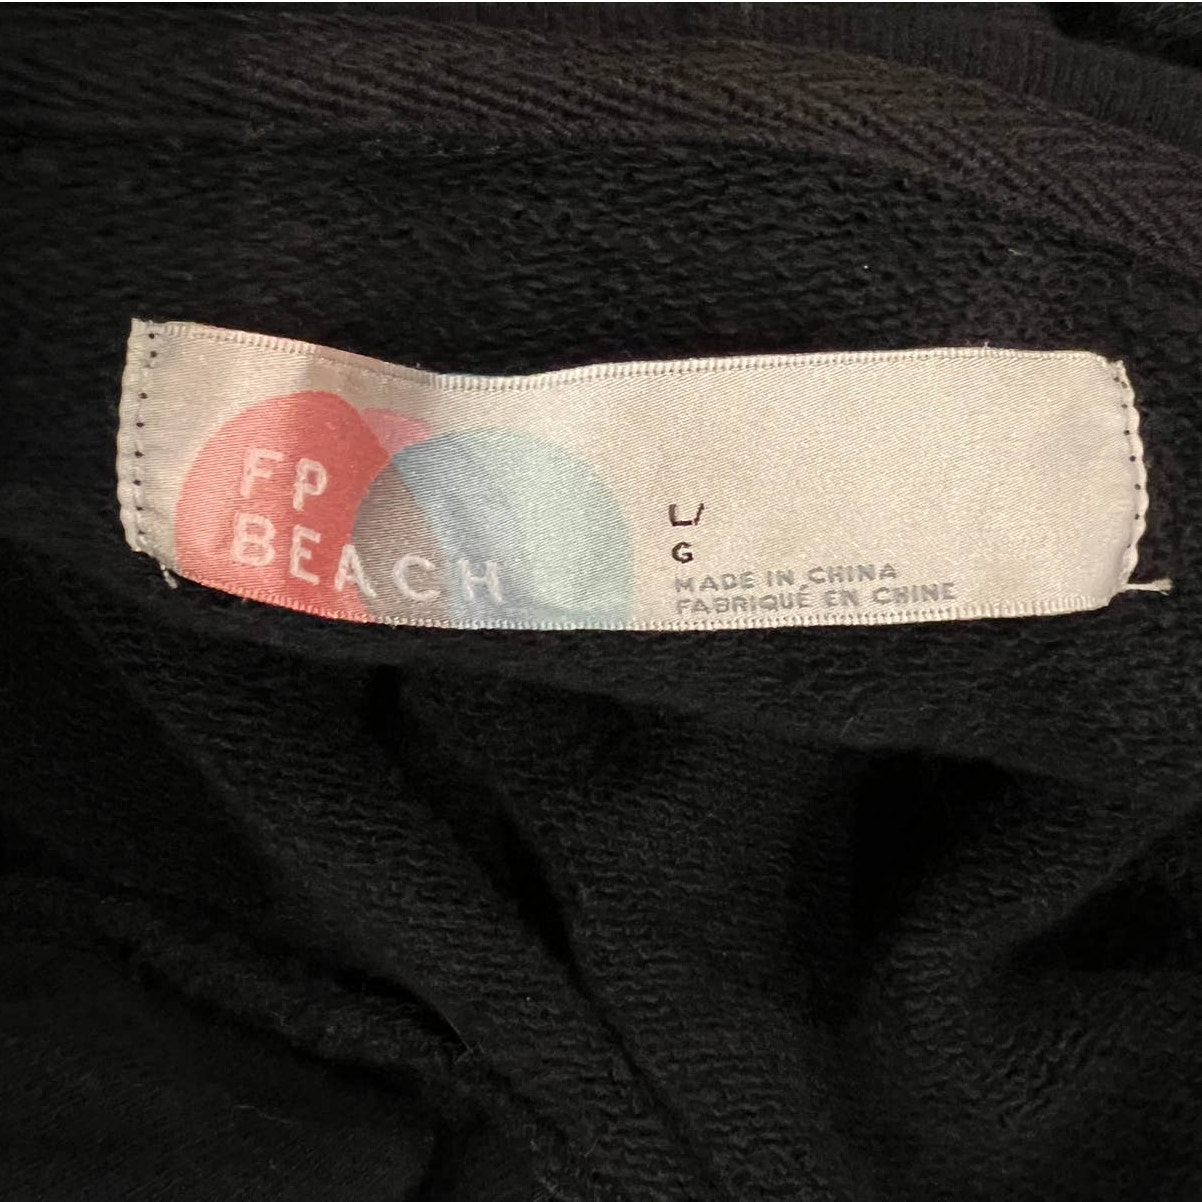 FP
BEACH
L/
G
MADE IN CHINA
FABRIQUÉ EN CHINE